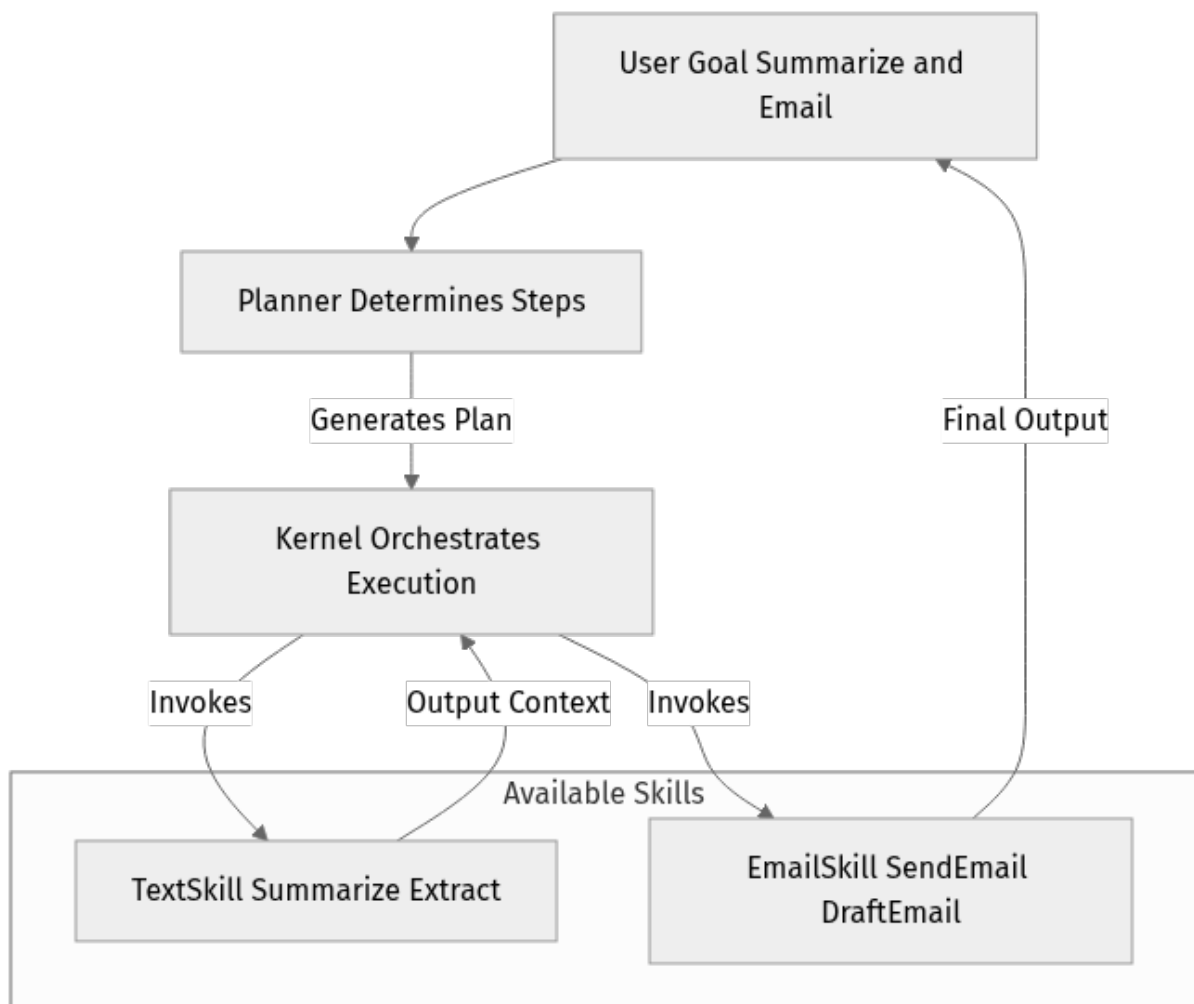 User Goal Summarize and
Email
Planner Determines Steps
Generates Plan
Final Output
Kernel Orchestrates
Execution
Invokes
Output Context
Invokes
Available Skills
TextSkill Summarize Extract
EmailSkill SendEmail
DraftEmail